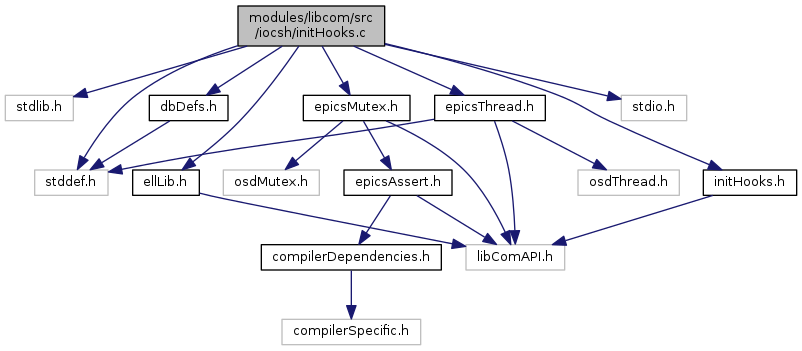 modules/libcom/src
/iocsh/initHooks.c
stdlib.h
dbDefs.h
epicsMutex.h
epicsThread.h
stdio.h
stddef.h
ellLib.h
osdMutex.h
epicsAssert.h
osdThread.h
initHooks.h
compilerDependencies.h
libComAPI.h
compilerSpecific.h